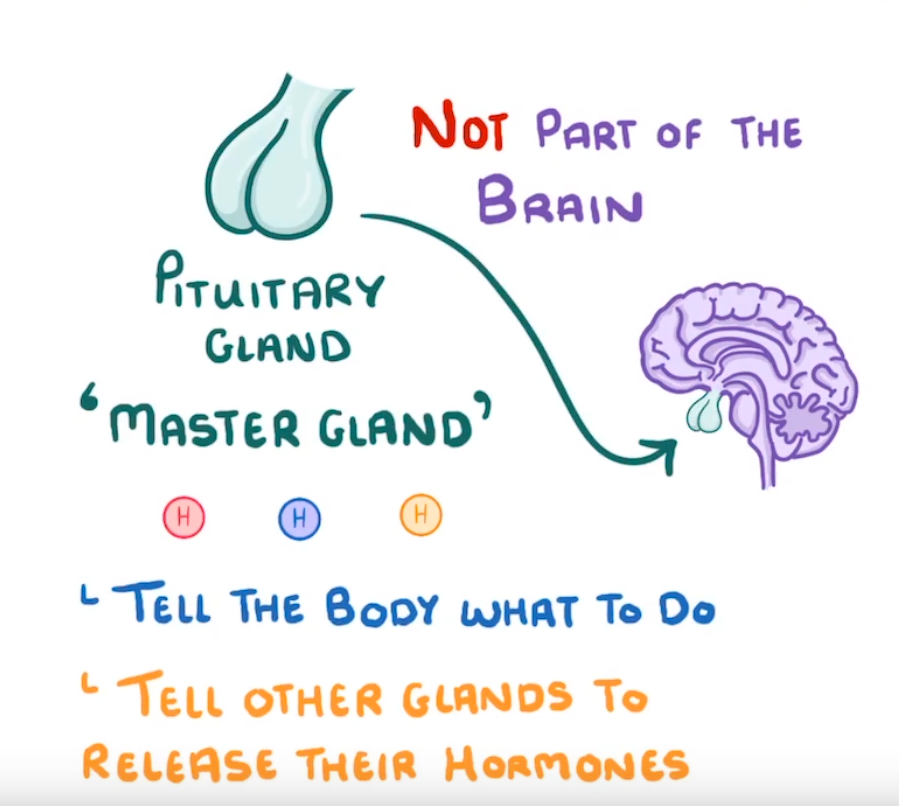 NOT PART OF THE
BRAIN
PITUITARY
GLAND
‘MASTER GLAND’
H H H
TELL THE BODY WHAT TO DO
TELL OTHER GLANDS TO
RELEASE THEIR HORMONES